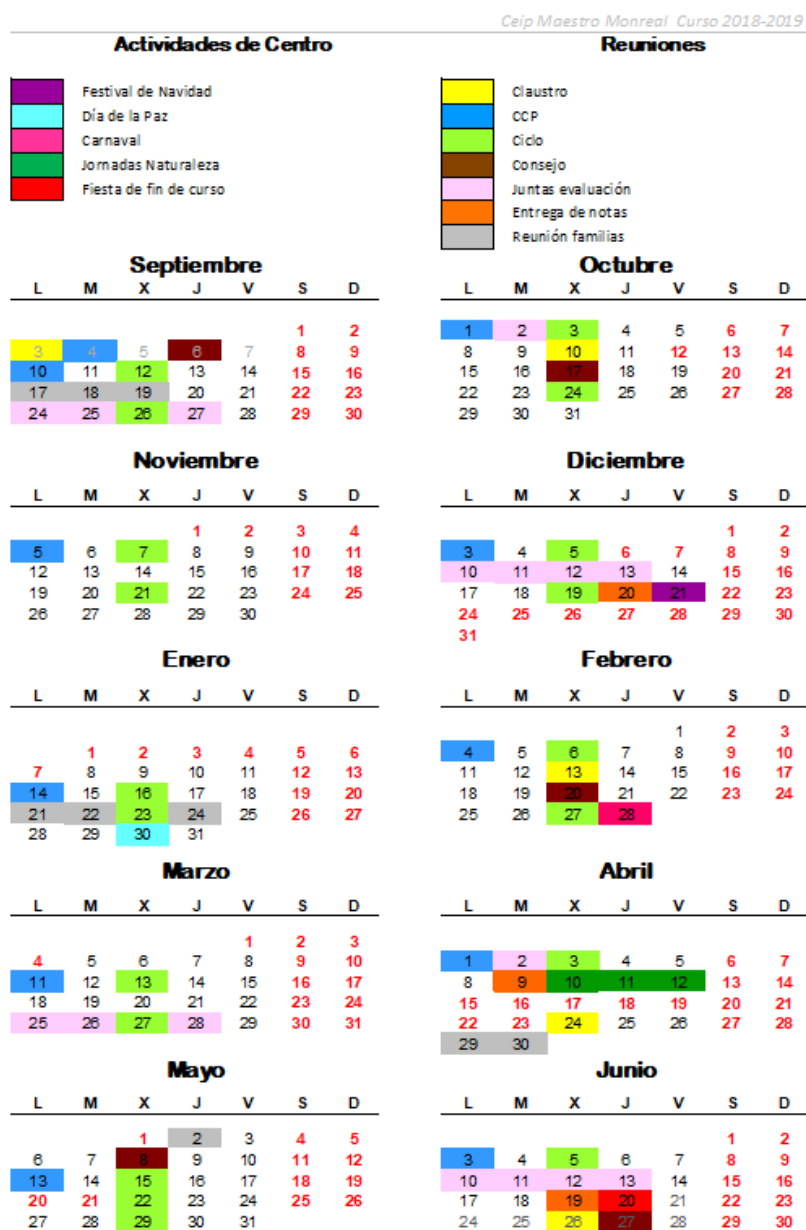 Ceip Maestro Monreal Curso 2018-2019
Actividades de Centro
Festival de Navidad
Día de la Paz
Carnaval
Jornadas Naturaleza
Fiesta de fin de curso
Reuniones
Claustro
CCP
Ciclo
Consejo
Juntas evaluación
Entrega de notas
Reunión familias
Septiembre
L M X J V S D
1 2
3 4 5 6 7 8 9
10 11 12 13 14 15 16
17 18 19 20 21 22 23
24 25 26 27 28 29 30
Octubre
L M X J V S D
1 2 3 4 5 6 7
8 9 10 11 12 13 14
15 16 17 18 19 20 21
22 23 24 25 26 27 28
29 30 31
Noviembre
L M X J V S D
1 2 3 4
5 6 7 8 9 10 11
12 13 14 15 16 17 18
19 20 21 22 23 24 25
26 27 28 29 30
Diciembre
L M X J V S D
1 2
3 4 5 6 7 8 9
10 11 12 13 14 15 16
17 18 19 20 21 22 23
24 25 26 27 28 29 30
31
Enero
L M X J V S D
1 2 3 4 5 6
7 8 9 10 11 12 13
14 15 16 17 18 19 20
21 22 23 24 25 26 27
28 29 30 31
Febrero
L M X J V S D
1 2 3
4 5 6 7 8 9 10
11 12 13 14 15 16 17
18 19 20 21 22 23 24
25 26 27 28
Marzo
L M X J V S D
1 2 3
4 5 6 7 8 9 10
11 12 13 14 15 16 17
18 19 20 21 22 23 24
25 26 27 28 29 30 31
Abril
L M X J V S D
1 2 3 4 5 6 7
8 9 10 11 12 13 14
15 16 17 18 19 20 21
22 23 24 25 26 27 28
29 30
Mayo
L M X J V S D
1 2 3 4 5
6 7 8 9 10 11 12
13 14 15 16 17 18 19
20 21 22 23 24 25 26
27 28 29 30 31
Junio
L M X J V S D
1 2
3 4 5 6 7 8 9
10 11 12 13 14 15 16
17 18 19 20 21 22 23
24 25 26 27 28 29 30